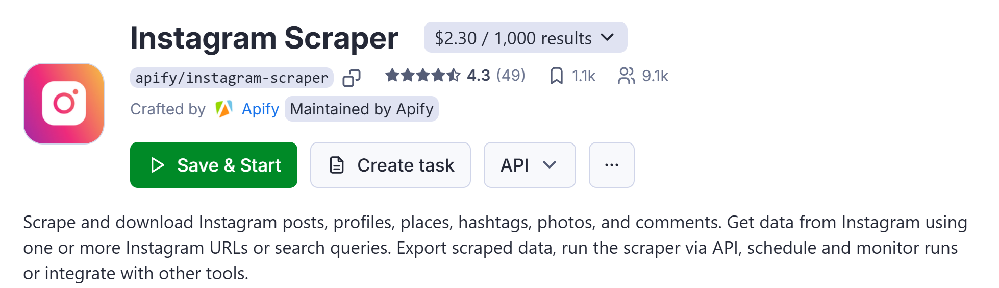 Instagram Scraper $2.30 / 1,000 results
apify/instagram-scraper 4.3 (49) 1.1k 9.1k
Crafted by Apify Maintained by Apify
Save & Start Create task API ...
Scrape and download Instagram posts, profiles, places, hashtags, photos, and comments. Get data from Instagram using
one or more Instagram URLs or search queries. Export scraped data, run the scraper via API, schedule and monitor runs
or integrate with other tools.